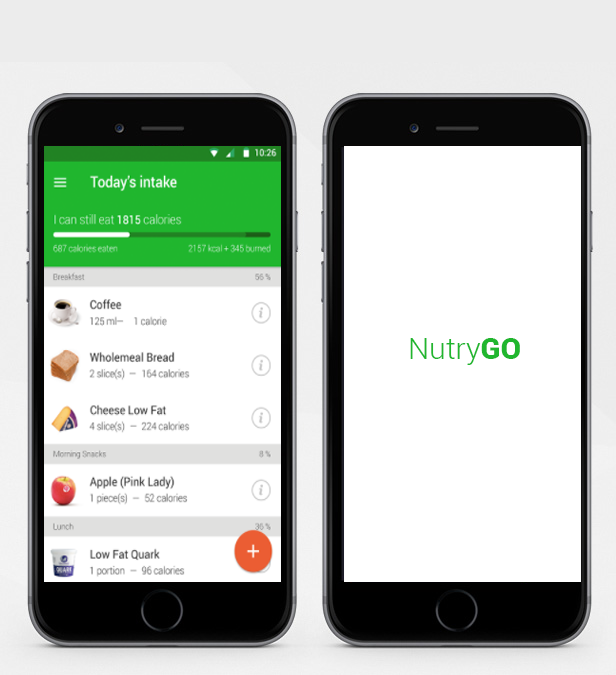 10:26
Today's intake
I can still eat 1815 calories
687 calories eaten 2157 kcal + 345 burned
Breakfast 56 %
Coffee
125 ml— 1 calorie
Wholemeal Bread
2 slice(s) — 164 calories
Cheese Low Fat
4 slice(s) — 224 calories
Morning Snacks 8 %
Apple (Pink Lady)
1 piece(s) — 52 calories
Lunch 36 %
Low Fat Quark
1 portion — 96 calories
NutryGO